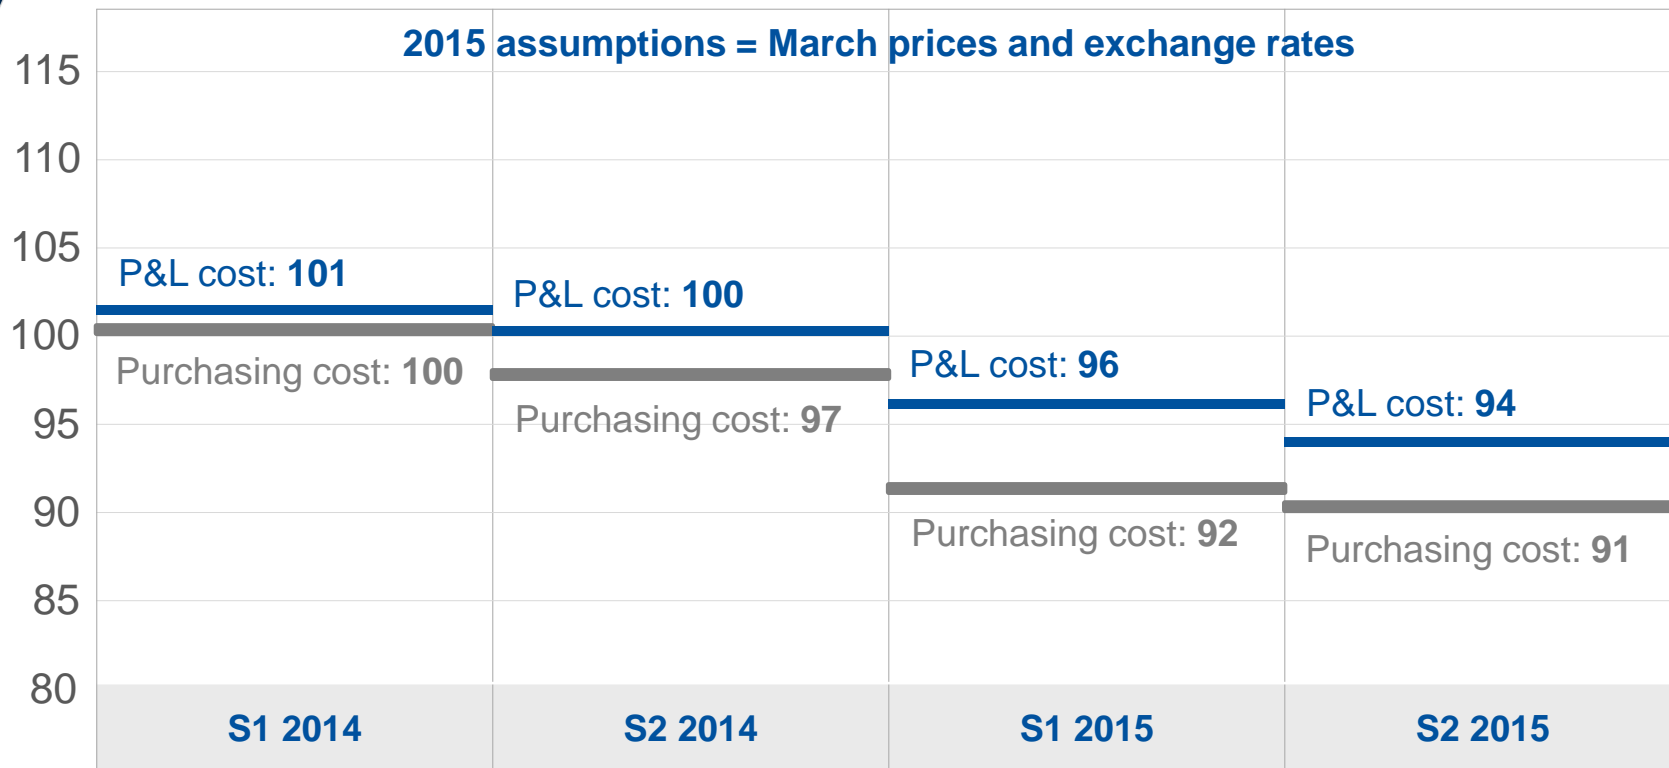 2015 assumptions = March prices and exchange rates
115
110
105
100
95
90
85
80
P&L cost: 101
Purchasing cost: 100
P&L cost: 100
Purchasing cost: 97
P&L cost: 96
Purchasing cost: 92
P&L cost: 94
Purchasing cost: 91
S1 2014
S2 2014
S1 2015
S2 2015